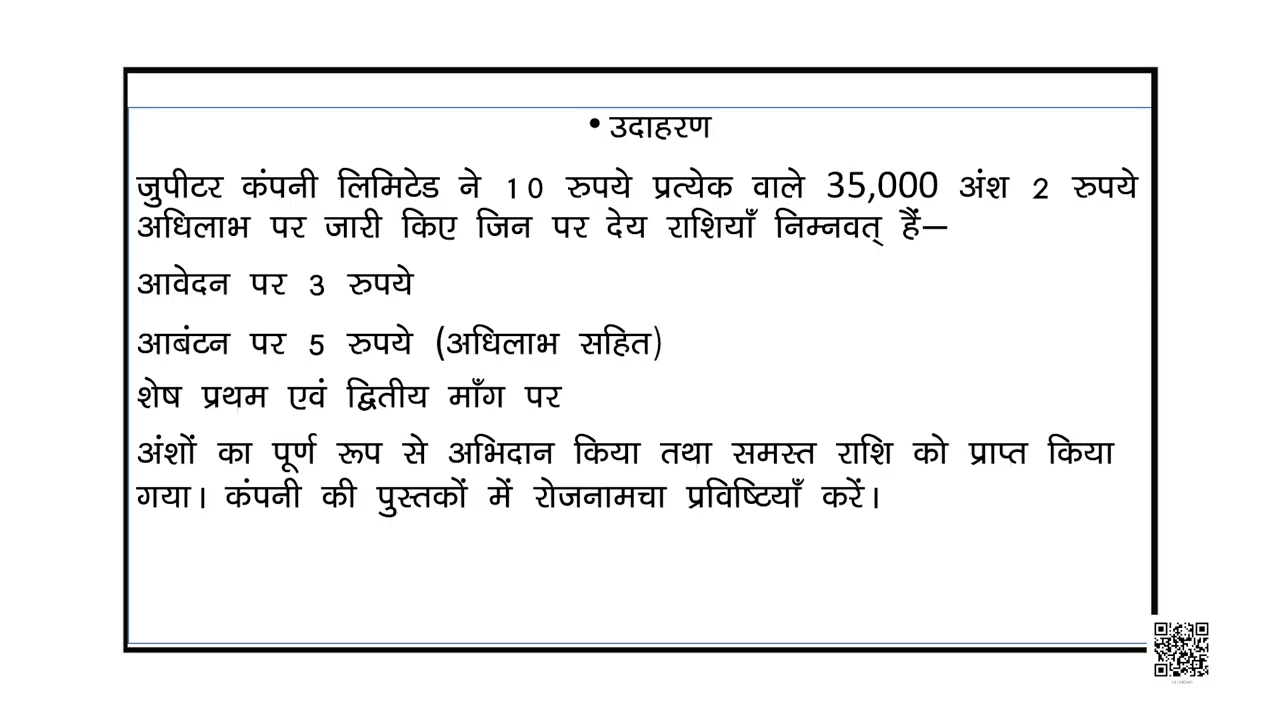 • उदाहरण
जुपीटर कंपनी लिमिटेड ने 10 रुपये प्रत्येक वाले 35,000 अंश 2 रुपये
अधिलाभ पर जारी किए जिन पर देय राशियाँ निम्नवत् हैं—
आवेदन पर 3 रुपये
आबंटन पर 5 रुपये (अधिलाभ सहित)
शेष प्रथम एवं द्वितीय माँग पर
अंशों का पूर्ण रूप से अभिदान किया तथा समस्त राशि को प्राप्त किया
गया। कंपनी की पुस्तकों में रोजनामचा प्रविष्टियाँ करें।